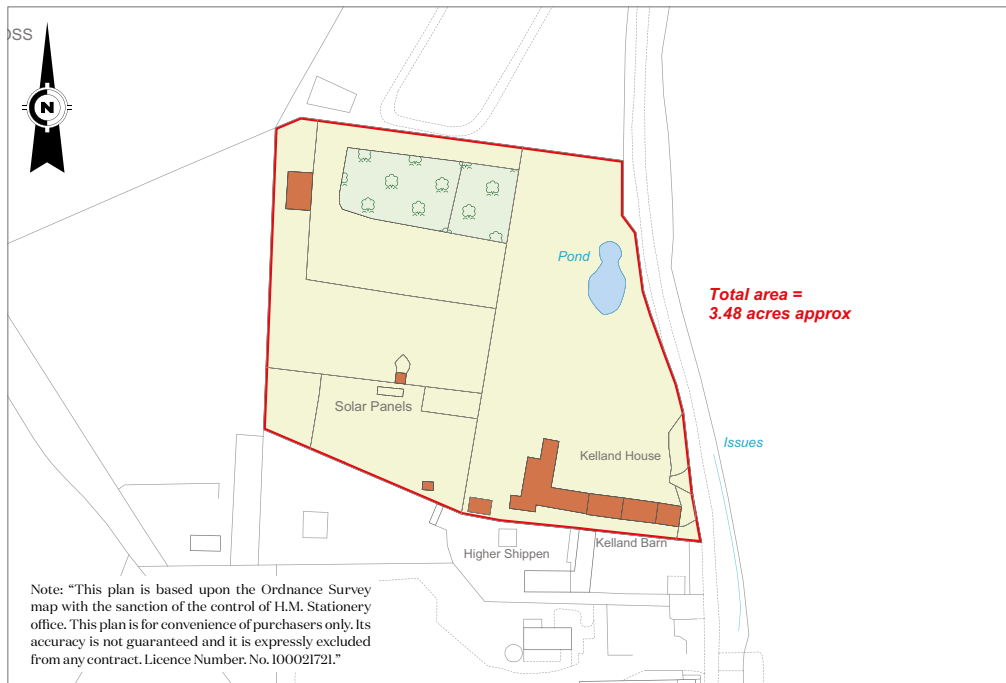 OSS
N
Pond
Total area =
3.48 acres approx
Solar Panels
Issues
Kelland House
Kelland Barn
Higher Shippen
Note: “This plan is based upon the Ordnance Survey
map with the sanction of the control of H.M. Stationery
office. This plan is for convenience of purchasers only. Its
accuracy is not guaranteed and it is expressly excluded
from any contract. Licence Number. No. 100021721.”